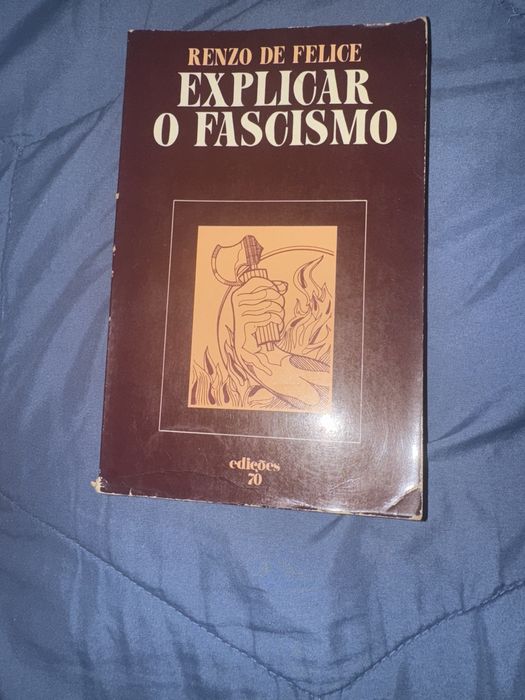 RENZO DE FELICE
EXPLICAR
O FASCISMO
edições
70